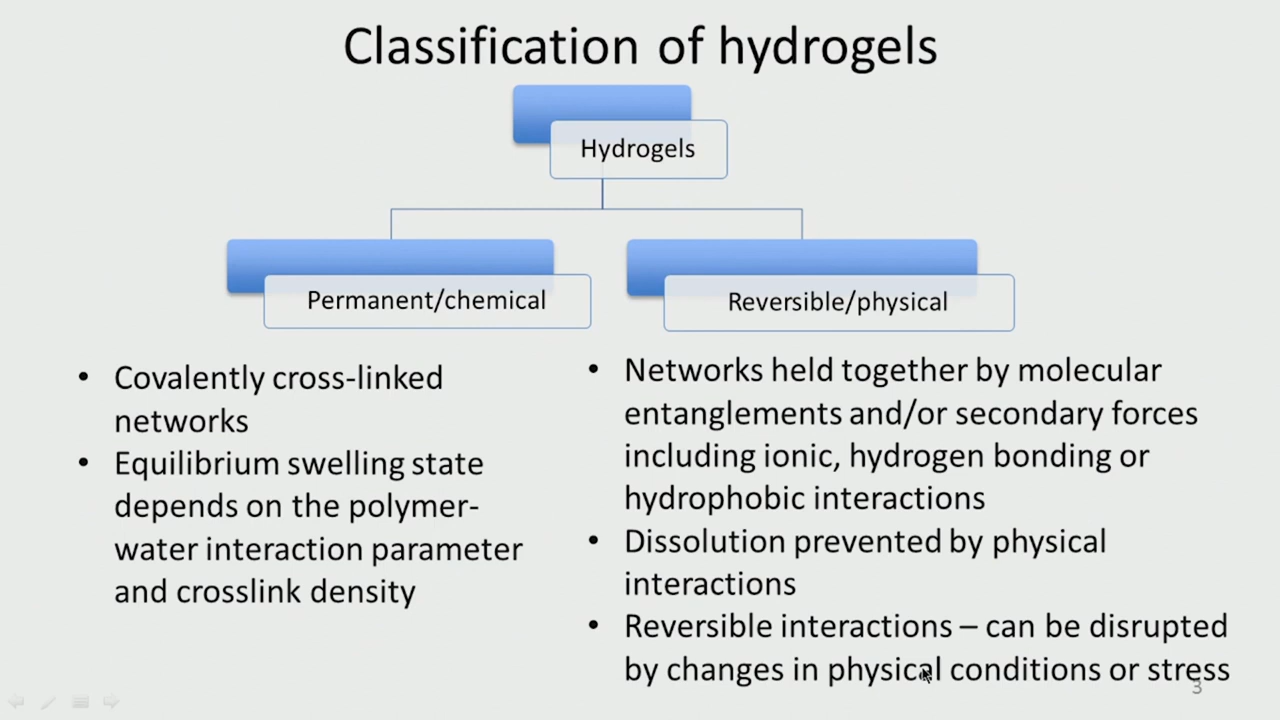 Classification of hydrogels
Hydrogels
Permanent/chemical
Reversible/physical
• Covalently cross-linked
networks
• Equilibrium swelling state
depends on the polymer-
water interaction parameter
and crosslink density
• Networks held together by molecular
entanglements and/or secondary forces
including ionic, hydrogen bonding or
hydrophobic interactions
• Dissolution prevented by physical
interactions
• Reversible interactions – can be disrupted
by changes in physical conditions or stress
3